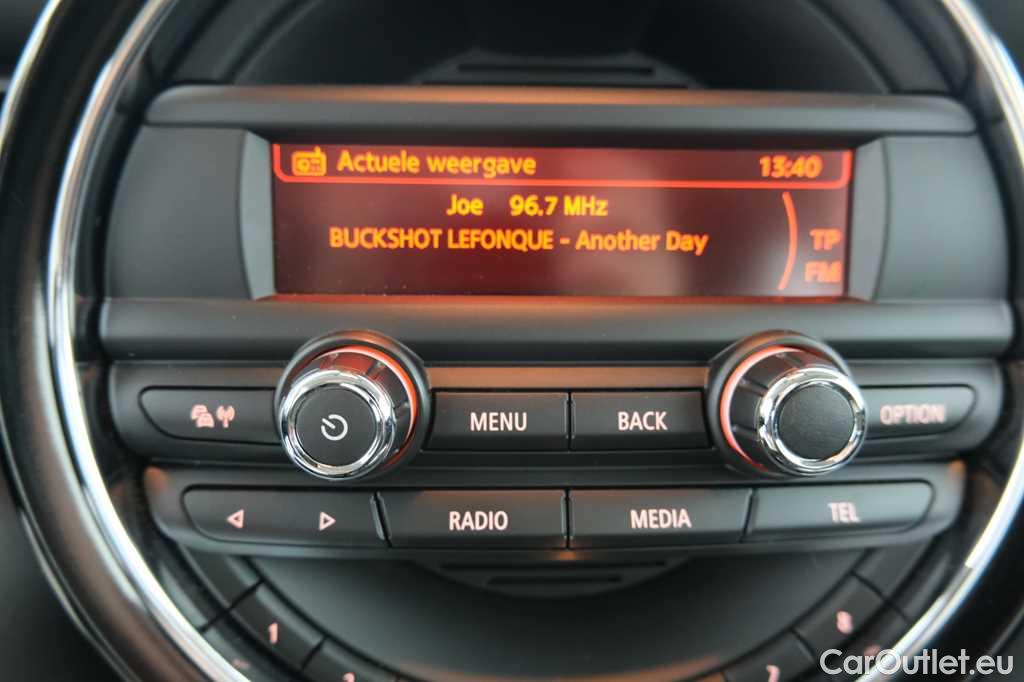 Actuele weergave 13:40
Joe 96.7 MHz
BUCKSHOT LEFONQUE - Another Day
TP
FM
MENU BACK OPTION
RADIO MEDIA TEL
1 8
7
CarOutlet.eu